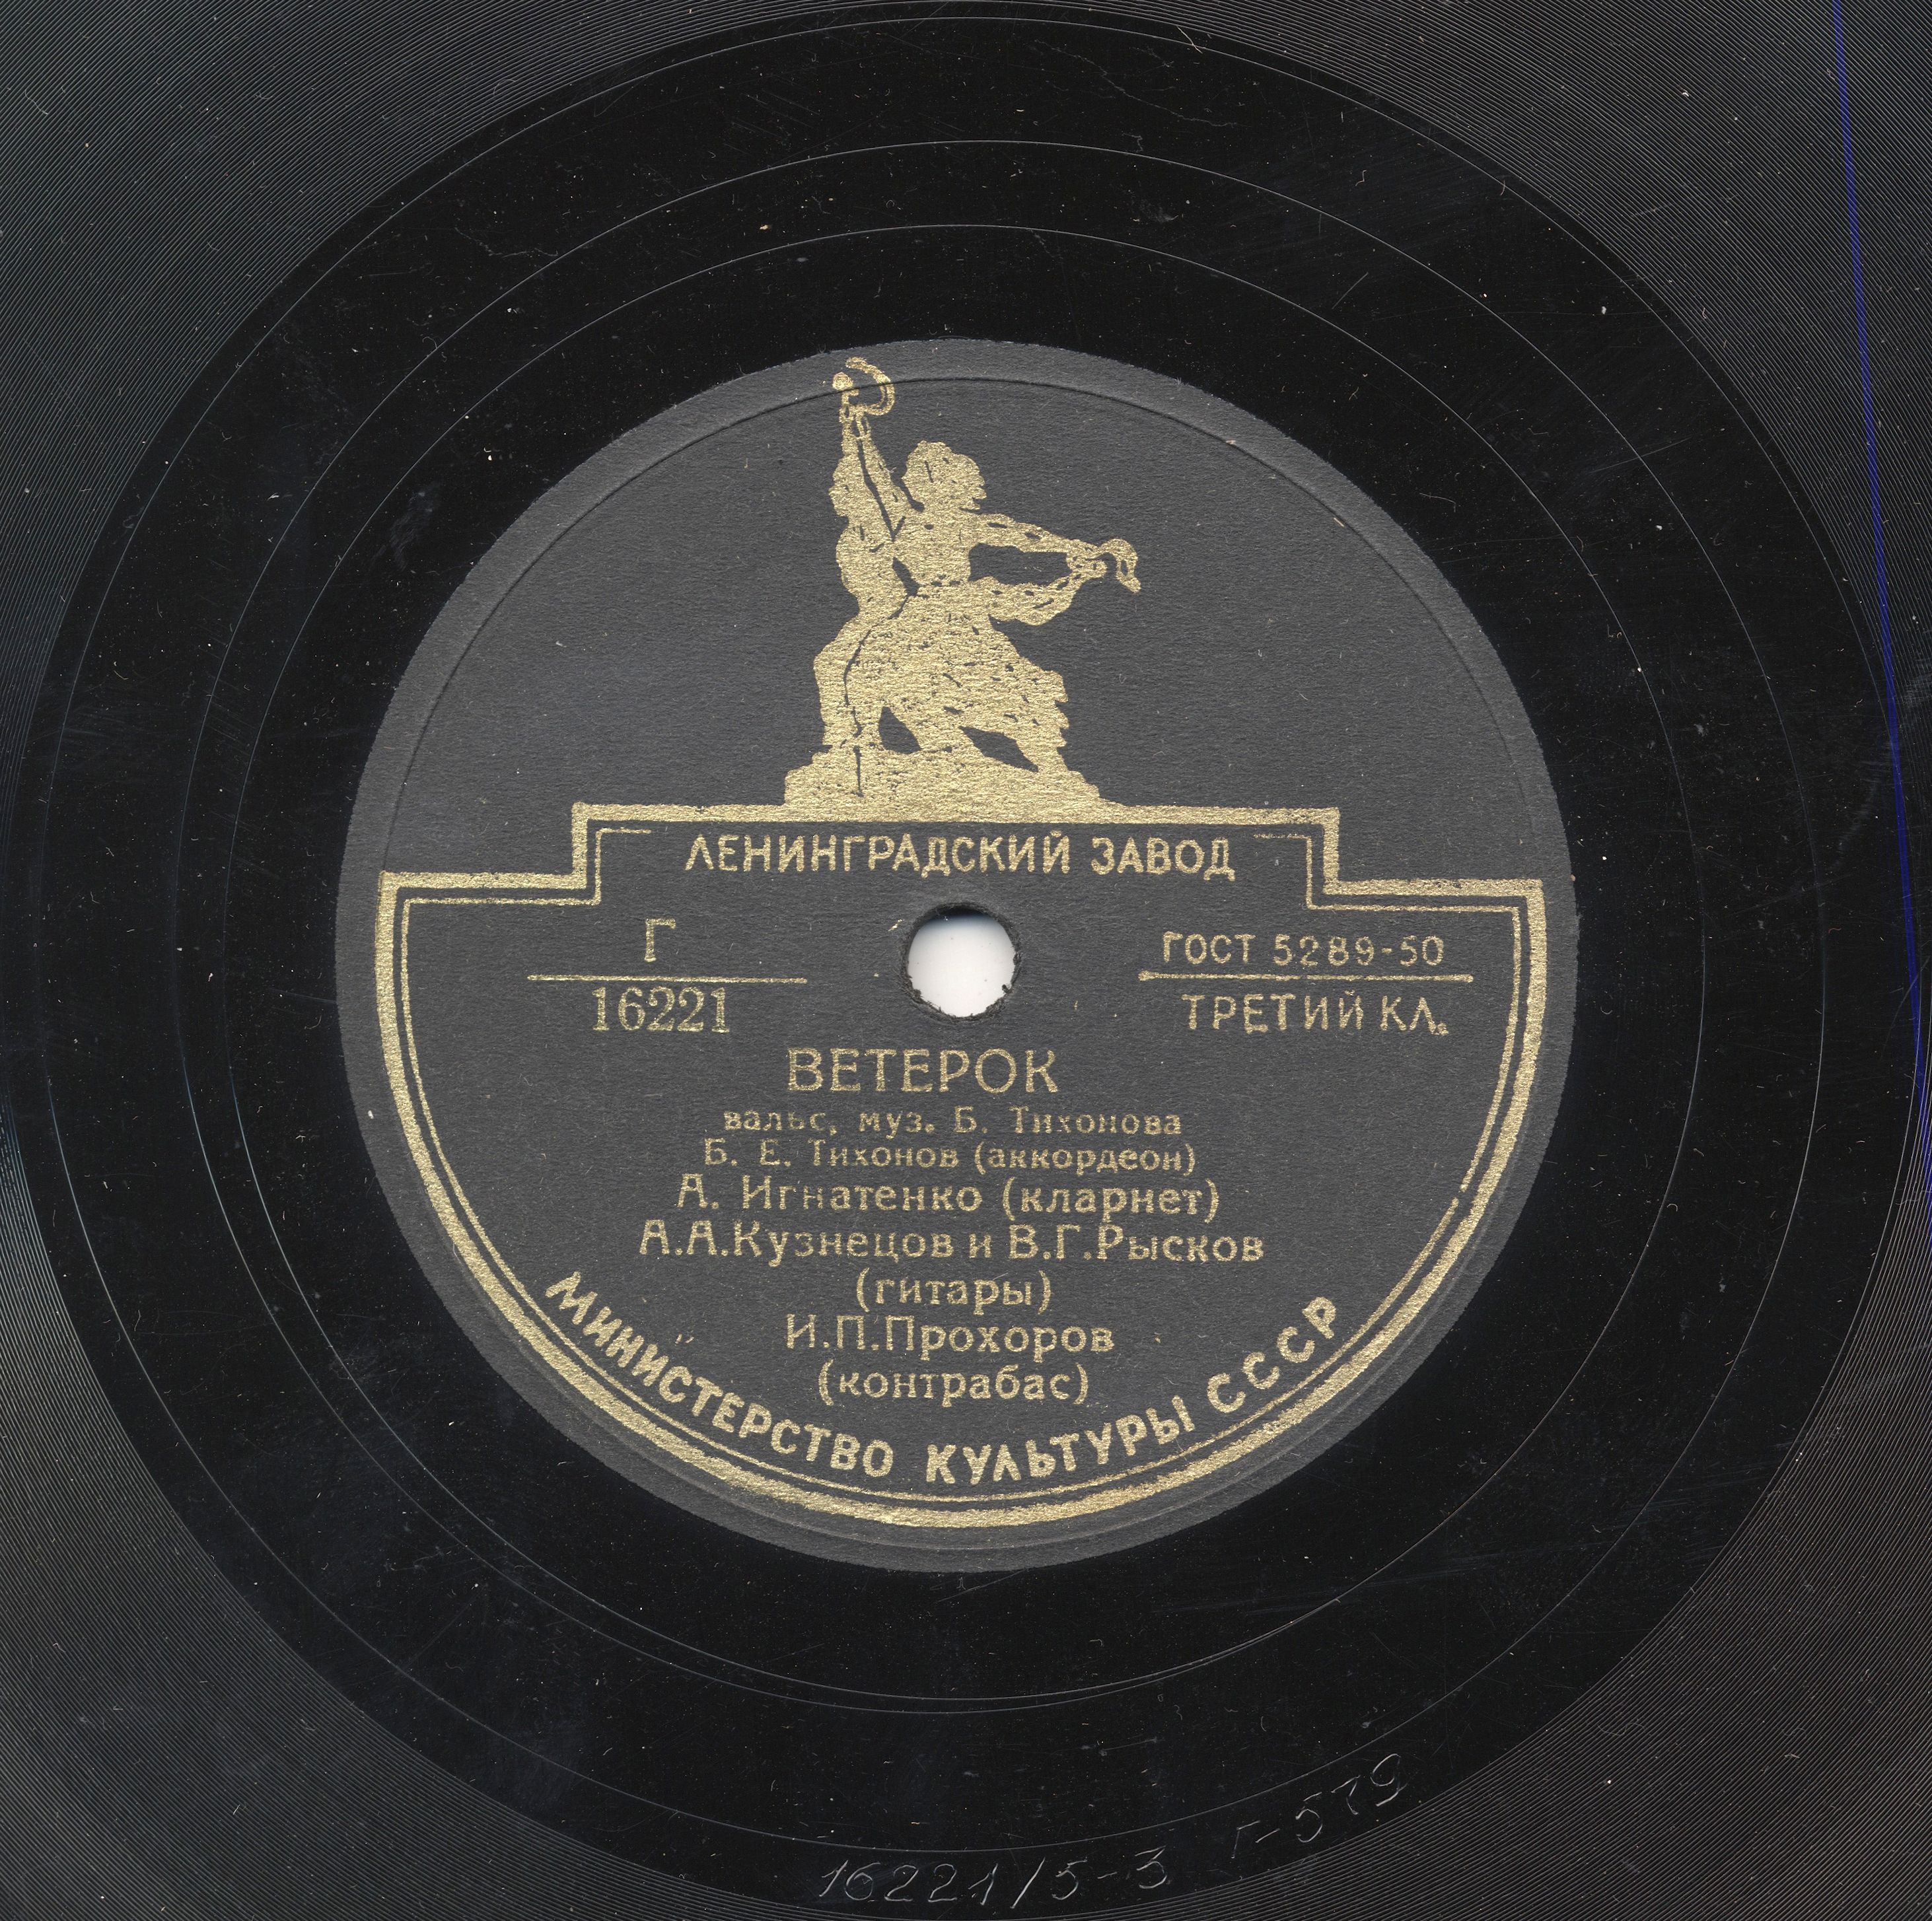 ЛЕНИНГРАДСКИЙ ЗАВОД
Г
16221
ГОСТ 5289-50
ТРЕТИЙ КЛ.
ВЕТЕРОК
вальс, муз. Б. Тихонова
Б. Е. Тихонов (аккордеон)
А. Игнатенко (кларнет)
А.А.Кузнецов и В.Г.Рысков
(гитары)
И.П.Прохоров
(контрабас)
МИНИСТЕРСТВО КУЛЬТУРЫ СССР
16221/5-3 Г-579